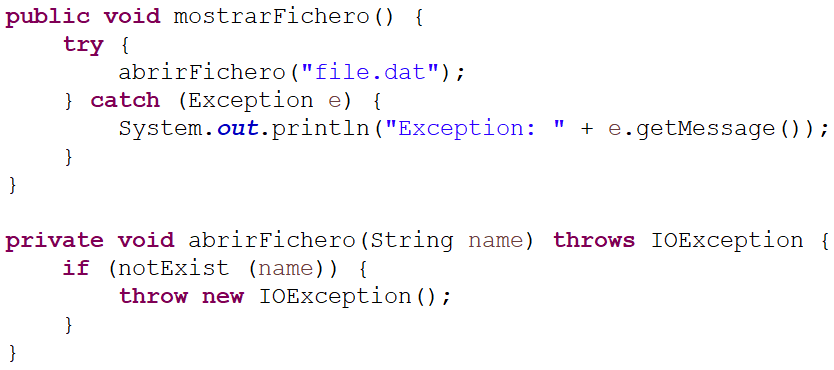 public void mostrarFichero() {
    try {
        abrirFichero("file.dat");
    } catch (Exception e) {
        System.out.println("Exception: " + e.getMessage());
    }
}

private void abrirFichero(String name) throws IOException {
    if (notExist (name)) {
        throw new IOException();
    }
}